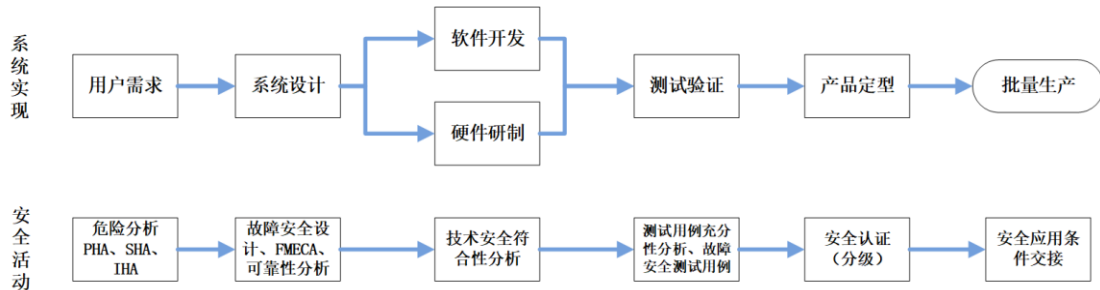 系统实现
用户需求
系统设计
软件开发
硬件研制
测试验证
产品定型
批量生产
安全活动
危险分析
PHA、SHA、
IHA
故障安全设
计、FMECA、
可靠性分析
技术安全符
合性分析
测试用例充分
性分析、故障
安全测试用例
安全认证
（分级）
安全应用条
件交接